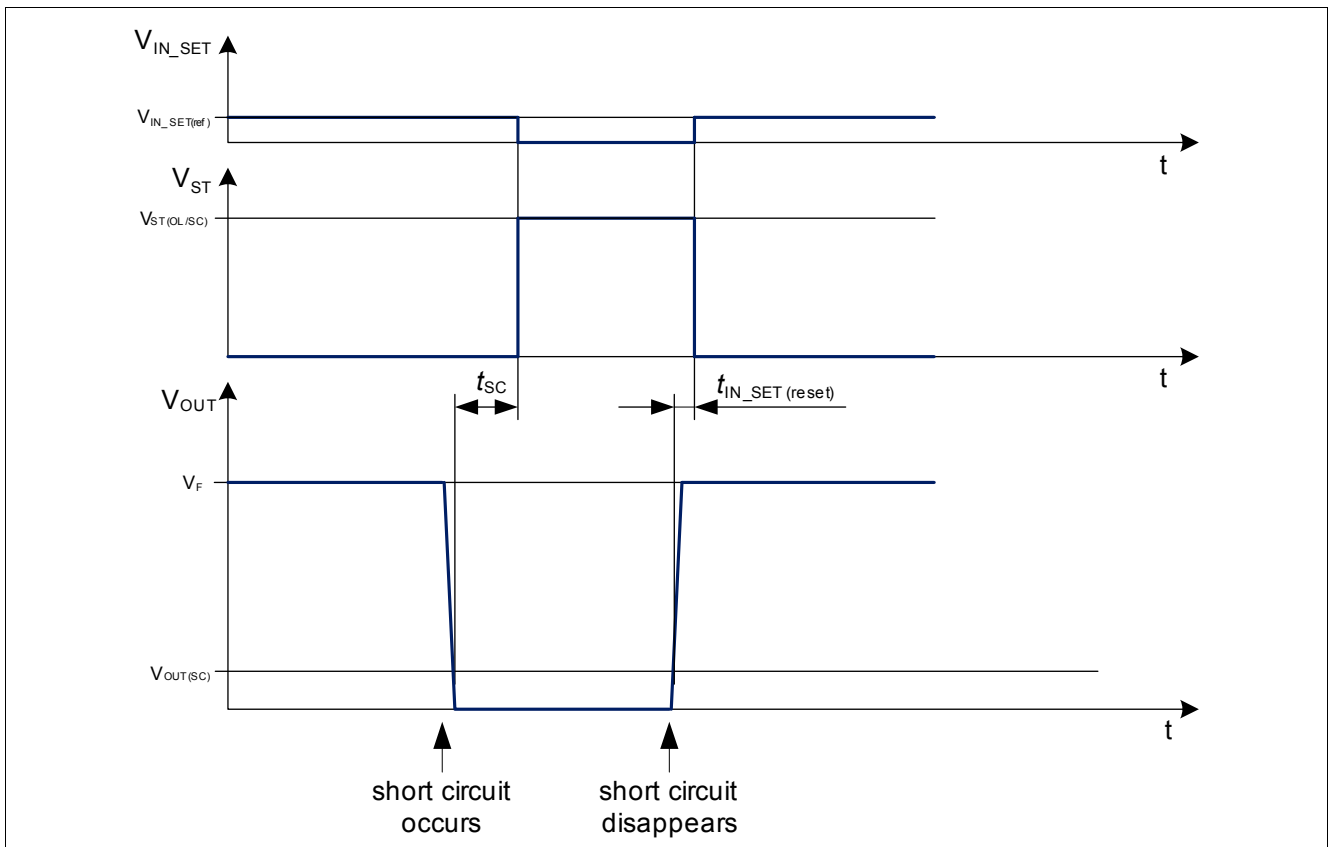 V_IN_SET
V_IN_SET(ref)
t
V_ST
V_ST(OL/SC)
t
t_SC
t_IN_SET (reset)
V_OUT
V_F
V_OUT(SC)
t
short circuit
occurs
short circuit
disappears